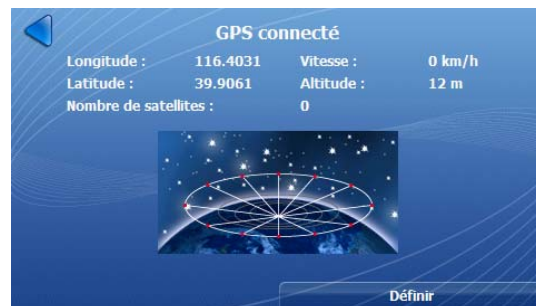 GPS connecté
Longitude : 116.4031 Vitesse : 0 km/h
Latitude : 39.9061 Altitude : 12 m
Nombre de satellites : 0
Définir